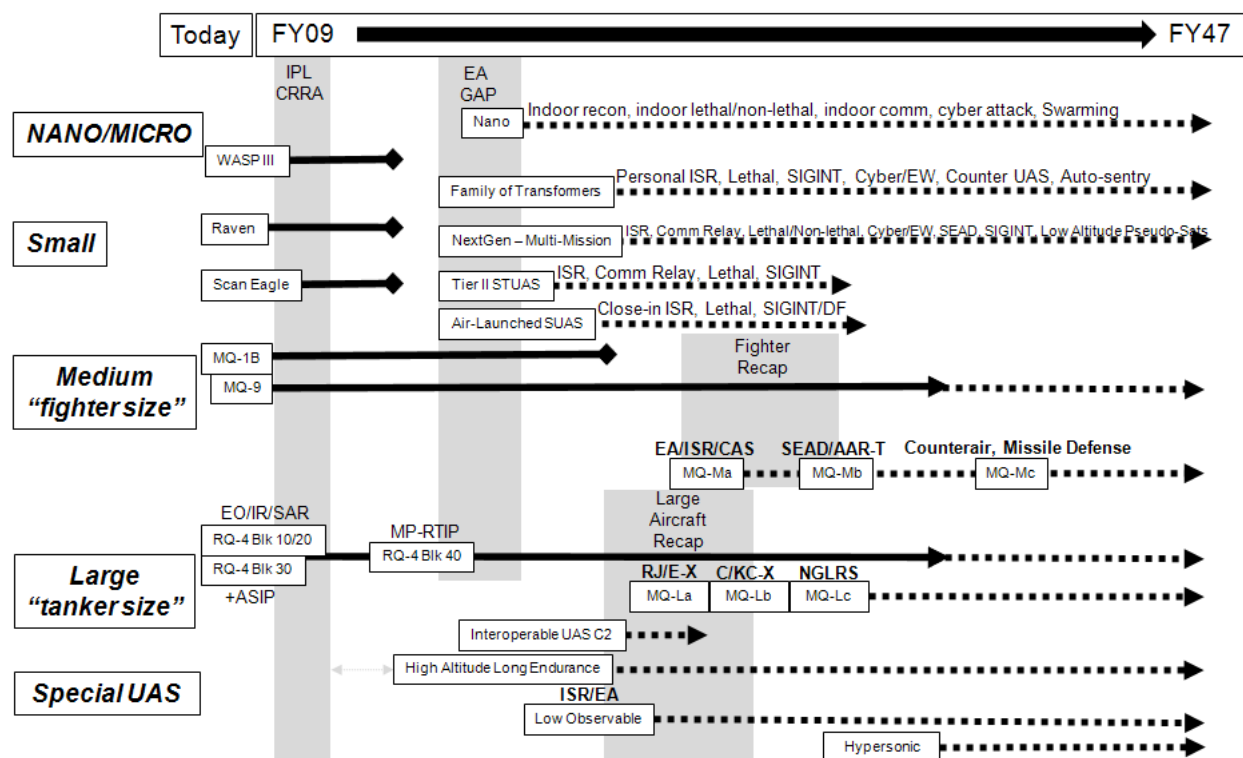 Today
FY09
FY47
IPL
CRRA
EA
GAP
NANO/MICRO
Nano
Indoor recon, indoor lethal/non-lethal, indoor comm, cyber attack, Swarming
WASP III
Family of Transformers
Personal ISR, Lethal, SIGINT, Cyber/EW, Counter UAS, Auto-sentry
Small
Raven
NextGen – Multi-Mission
ISR, Comm Relay, Lethal/Non-lethal, Cyber/EW, SEAD, SIGINT, Low Altitude Pseudo-Sats
Scan Eagle
Tier II STUAS
ISR, Comm Relay, Lethal, SIGINT
Air-Launched SUAS
Close-in ISR, Lethal, SIGINT/DF
Medium
"fighter size"
MQ-1B
MQ-9
Fighter
Recap
EA/ISR/CAS
MQ-Ma
SEAD/AAR-T
MQ-Mb
Counterair, Missile Defense
MQ-Mc
Large
"tanker size"
EO/IR/SAR
RQ-4 Blk 10/20
RQ-4 Blk 30
+ASIP
MP-RTIP
RQ-4 Blk 40
Large
Aircraft
Recap
RJ/E-X
MQ-La
C/KC-X
MQ-Lb
NGLRS
MQ-Lc
Special UAS
Interoperable UAS C2
High Altitude Long Endurance
ISR/EA
Low Observable
Hypersonic